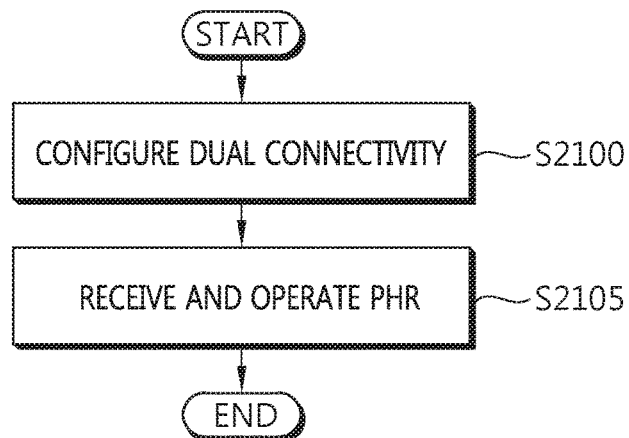 START
CONFIGURE DUAL CONNECTIVITY
S2100
RECEIVE AND OPERATE PHR
S2105
END